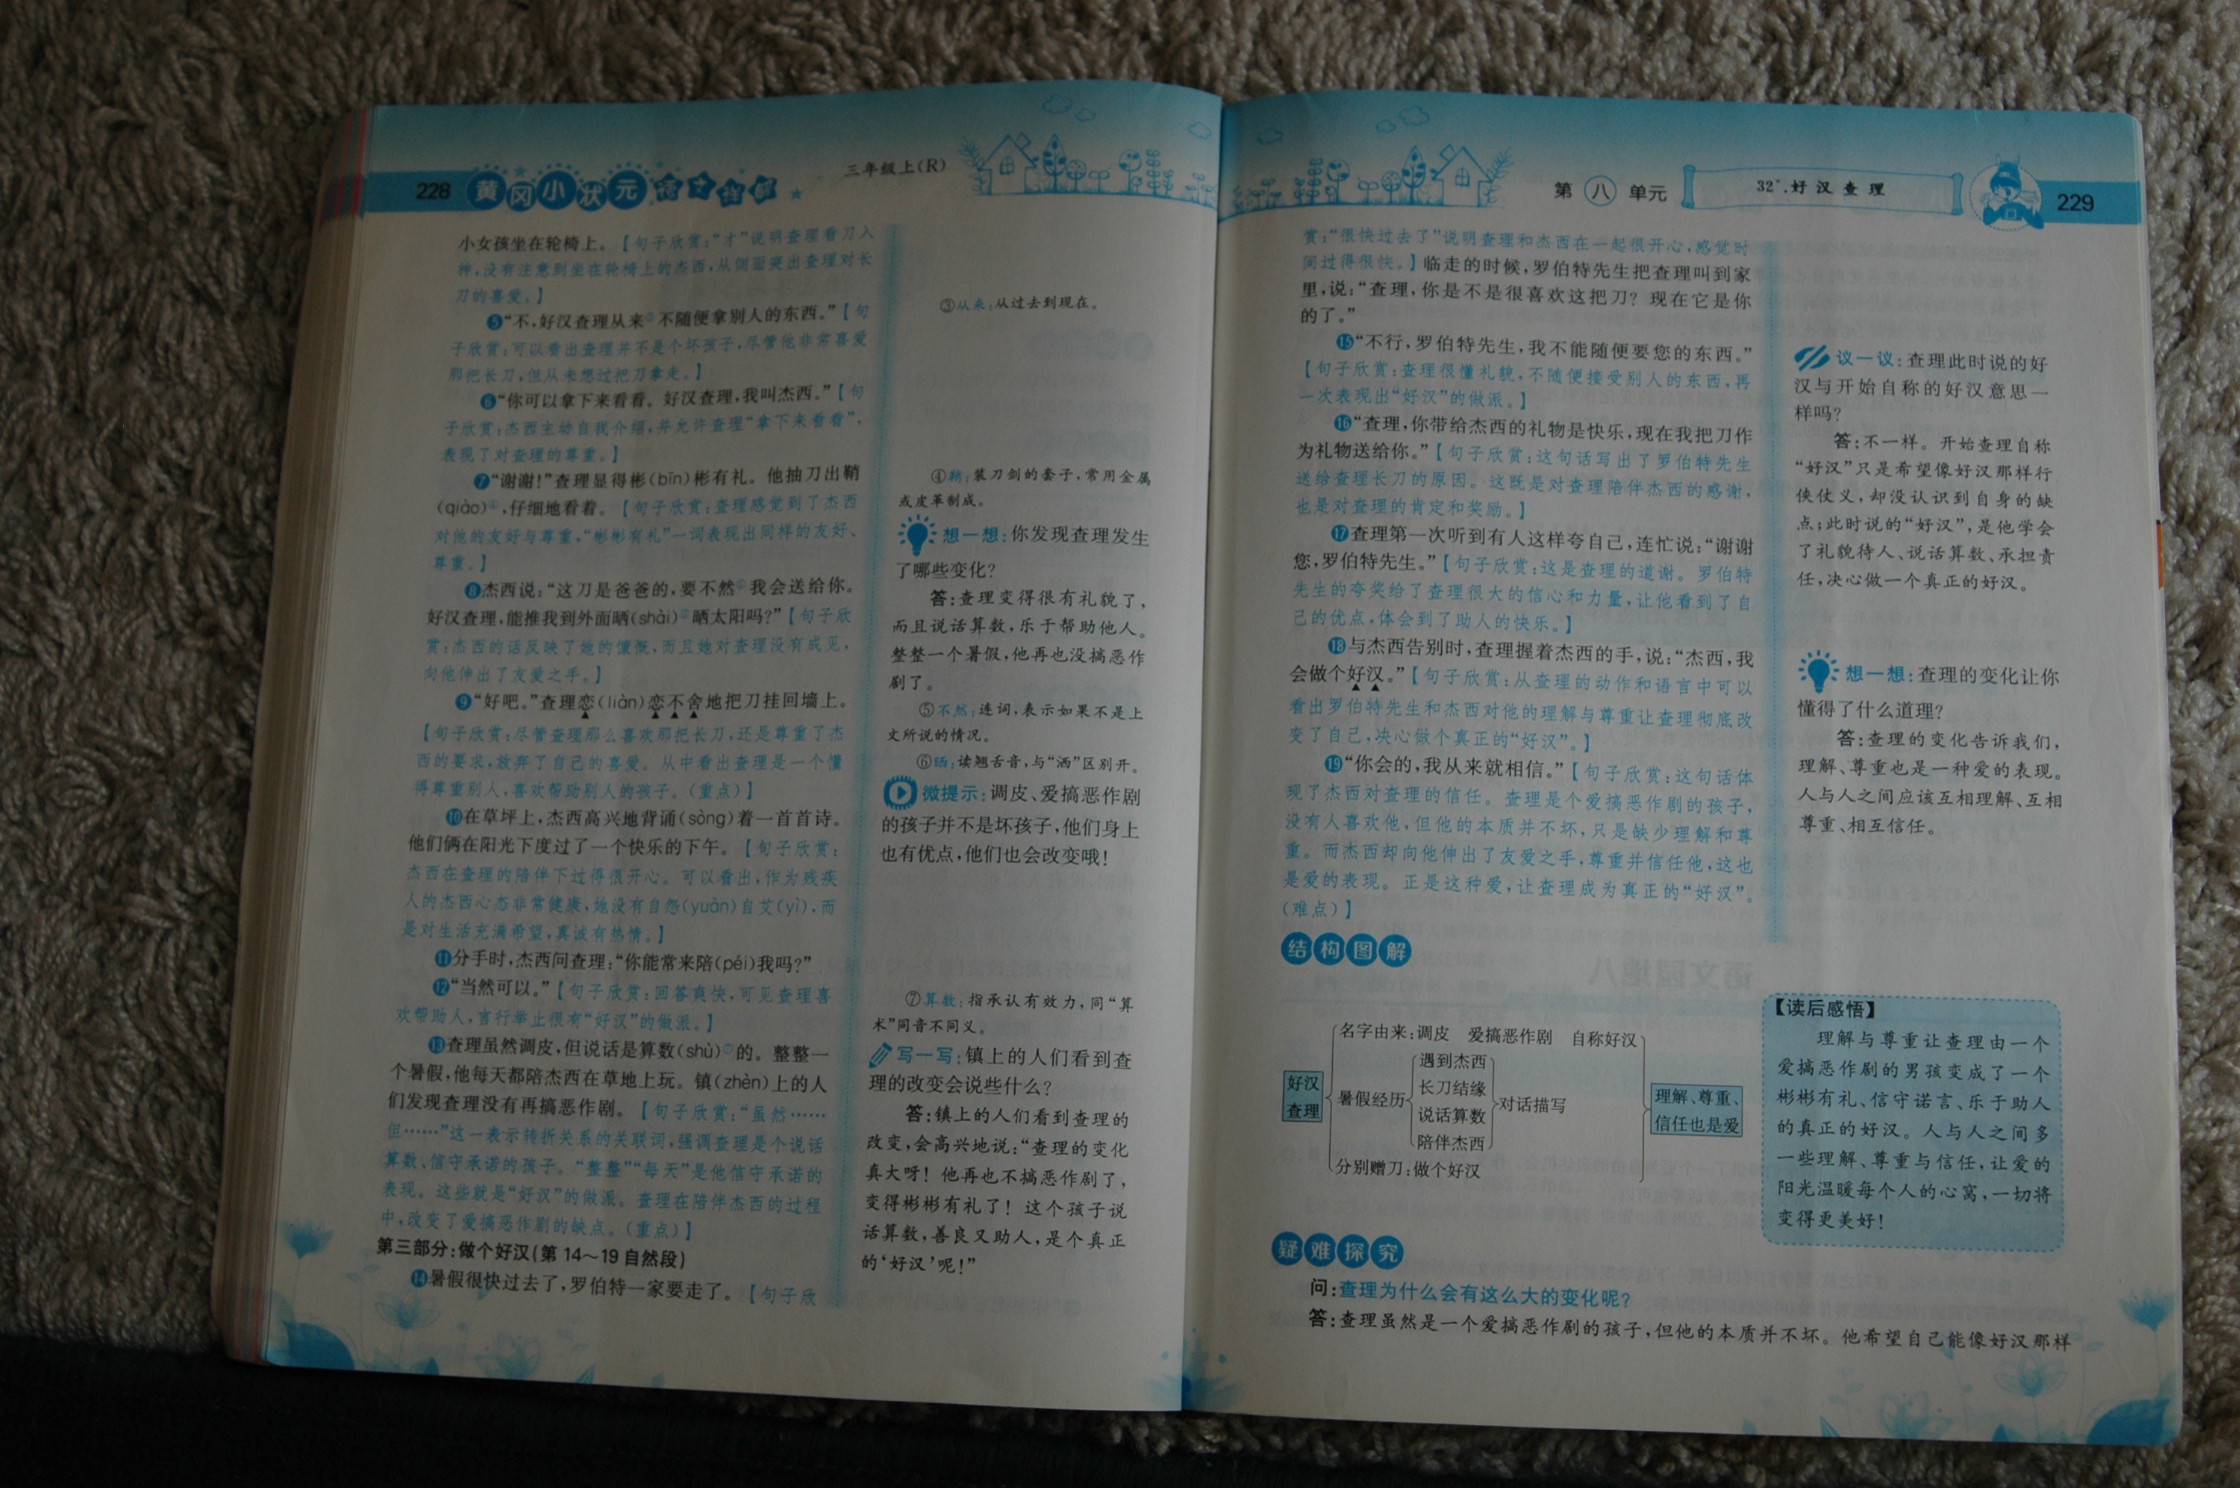 228 黄冈小状元
三年级上(R)
小女孩坐在轮椅上。【句子欣赏:“才”说明查理看刀入
神,没有注意到坐在轮椅上的杰西,从侧面突出查理对长
刀的喜爱。】
❺“不,好汉查理从来③不随便拿别人的东西。”【句
子欣赏:可以看出查理并不是个坏孩子,尽管他非常喜爱
那把长刀,但从未想过把刀拿走。】
❻“你可以拿下来看看。好汉查理,我叫杰西。”【句
子欣赏:杰西主动自我介绍,并允许查理“拿下来看看”,
表现了对查理的尊重。】
❼“谢谢!”查理显得彬(bīn)彬有礼。他抽刀出鞘
(qiào)④,仔细地看着。【句子欣赏:查理感觉到了杰西
对他的友好与尊重,“彬彬有礼”一词表现出同样的友好、
尊重。】
❽杰西说:“这刀是爸爸的,要不然⑤我会送给你。
好汉查理,能推我到外面晒(shài)⑥晒太阳吗?”【句子欣
赏:杰西的话反映了她的慷慨,而且她对查理没有成见,
向他伸出了友爱之手。】
❾“好吧。”查理恋(liàn)恋不舍地把刀挂回墙上。
【句子欣赏:尽管查理那么喜欢那把长刀,还是尊重了杰
西的要求,放弃了自己的喜爱。从中看出查理是一个懂
得尊重别人,喜欢帮助别人的孩子。(重点)】
❿在草坪上,杰西高兴地背诵(sòng)着一首首诗。
他们俩在阳光下度过了一个快乐的下午。【句子欣赏:
杰西在查理的陪伴下过得很开心。可以看出,作为残疾
人的杰西心态非常健康,她没有自怨(yuàn)自艾(yì),而
是对生活充满希望,真诚有热情。】
⓫分手时,杰西问查理:“你能常来陪(péi)我吗?”
⓬“当然可以。”【句子欣赏:回答爽快,可见查理喜
欢帮助人,言行举止很有“好汉”的做派。】
⓭查理虽然调皮,但说话是算数(shù)⑦的。整整一
个暑假,他每天都陪杰西在草地上玩。镇(zhèn)上的人
们发现查理没有再搞恶作剧。【句子欣赏:“虽然……
但……”这一表示转折关系的关联词,强调查理是个说话
算数、信守承诺的孩子。“整整”“每天”是他信守承诺的
表现。这些就是“好汉”的做派。查理在陪伴杰西的过程
中,改变了爱搞恶作剧的缺点。(重点)】
第三部分:做个好汉(第 14～19 自然段)
⓮暑假很快过去了,罗伯特一家要走了。【句子欣
③从来:从过去到现在。
④鞘:装刀剑的套子,常用金属
或皮革制成。
想一想:你发现查理发生
了哪些变化?
答:查理变得很有礼貌了,
而且说话算数,乐于帮助他人。
整整一个暑假,他再也没搞恶作
剧了。
⑤不然:连词,表示如果不是上
文所说的情况。
⑥晒:读翘舌音,与“洒”区别开。
微提示:调皮、爱搞恶作剧
的孩子并不是坏孩子,他们身上
也有优点,他们也会改变哦!
⑦算数:指承认有效力,同“算
术”同音不同义。
写一写:镇上的人们看到查
理的改变会说些什么?
答:镇上的人们看到查理的
改变,会高兴地说:“查理的变化
真大呀!他再也不搞恶作剧了,
变得彬彬有礼了!这个孩子说
话算数,善良又助人,是个真正
的‘好汉’呢!”
第八单元
32*.好汉查理
229
赏:“很快过去了”说明查理和杰西在一起很开心,感觉时
间过得很快。】临走的时候,罗伯特先生把查理叫到家
里,说:“查理,你是不是很喜欢这把刀?现在它是你
的了。”
⓯“不行,罗伯特先生,我不能随便要您的东西。”
【句子欣赏:查理很懂礼貌,不随便接受别人的东西,再
一次表现出“好汉”的做派。】
⓰“查理,你带给杰西的礼物是快乐,现在我把刀作
为礼物送给你。”【句子欣赏:这句话写出了罗伯特先生
送给查理长刀的原因。这既是对查理陪伴杰西的感谢,
也是对查理的肯定和奖励。】
⓱查理第一次听到有人这样夸自己,连忙说:“谢谢
您,罗伯特先生。”【句子欣赏:这是查理的道谢。罗伯特
先生的夸奖给了查理很大的信心和力量,让他看到了自
己的优点,体会到了助人的快乐。】
⓲与杰西告别时,查理握着杰西的手,说:“杰西,我
会做个好汉。”【句子欣赏:从查理的动作和语言中可以
看出罗伯特先生和杰西对他的理解与尊重让查理彻底改
变了自己,决心做个真正的“好汉”。】
⓳“你会的,我从来就相信。”【句子欣赏:这句话体
现了杰西对查理的信任。查理是个爱搞恶作剧的孩子,
没有人喜欢他,但他的本质并不坏,只是缺少理解和尊
重。而杰西却向他伸出了友爱之手,尊重并信任他,这也
是爱的表现。正是这种爱,让查理成为真正的“好汉”。
(难点)】
议一议:查理此时说的好
汉与开始自称的好汉意思一
样吗?
答:不一样。开始查理自称
“好汉”只是希望像好汉那样行
侠仗义,却没认识到自身的缺
点;此时说的“好汉”,是他学会
了礼貌待人、说话算数、承担责
任,决心做一个真正的好汉。
想一想:查理的变化让你
懂得了什么道理?
答:查理的变化告诉我们,
理解、尊重也是一种爱的表现。
人与人之间应该互相理解、互相
尊重、相互信任。
结构图解
好汉
查理
名字由来:调皮 爱搞恶作剧 自称好汉
暑假经历
遇到杰西
长刀结缘
说话算数
陪伴杰西
对话描写
分别赠刀:做个好汉
理解、尊重、
信任也是爱
【读后感悟】
理解与尊重让查理由一个
爱搞恶作剧的男孩变成了一个
彬彬有礼、信守诺言、乐于助人
的真正的好汉。人与人之间多
一些理解、尊重与信任,让爱的
阳光温暖每个人的心窝,一切将
变得更美好!
疑难探究
问:查理为什么会有这么大的变化呢?
答:查理虽然是一个爱搞恶作剧的孩子,但他的本质并不坏。他希望自己能像好汉那样